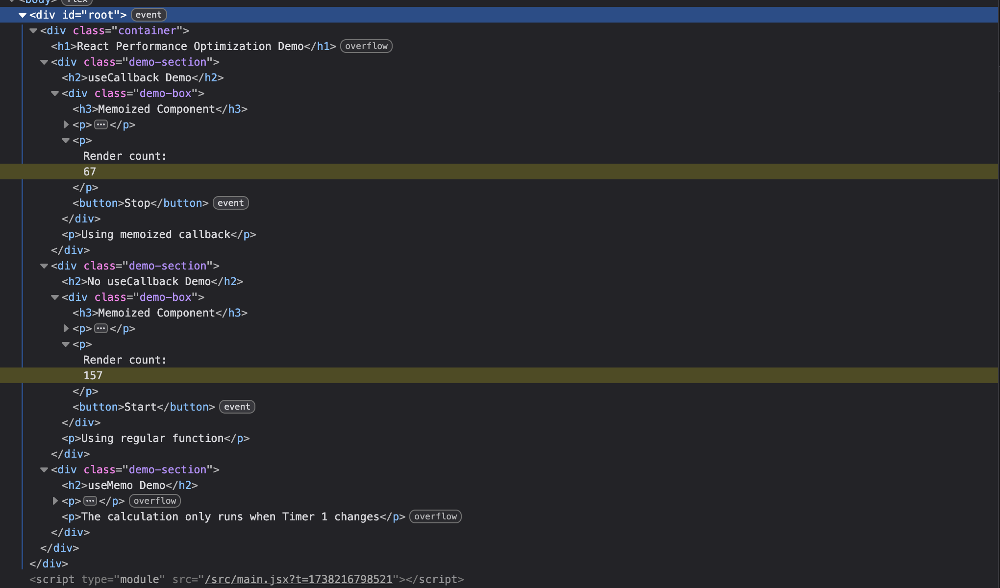 <body> flex
<div id="root"> event
<div class="container">
<h1>React Performance Optimization Demo</h1> overflow
<div class="demo-section">
<h2>useCallback Demo</h2>
<div class="demo-box">
<h3>Memoized Component</h3>
<p>…</p>
<p>
Render count:
67
</p>
<button>Stop</button> event
</div>
<p>Using memoized callback</p>
</div>
<div class="demo-section">
<h2>No useCallback Demo</h2>
<div class="demo-box">
<h3>Memoized Component</h3>
<p>…</p>
<p>
Render count:
157
</p>
<button>Start</button> event
</div>
<p>Using regular function</p>
</div>
<div class="demo-section">
<h2>useMemo Demo</h2>
<p>…</p> overflow
<p>The calculation only runs when Timer 1 changes</p> overflow
</div>
</div>
</div>
<script type="module" src="/src/main.jsx?t=1738216798521"></script>